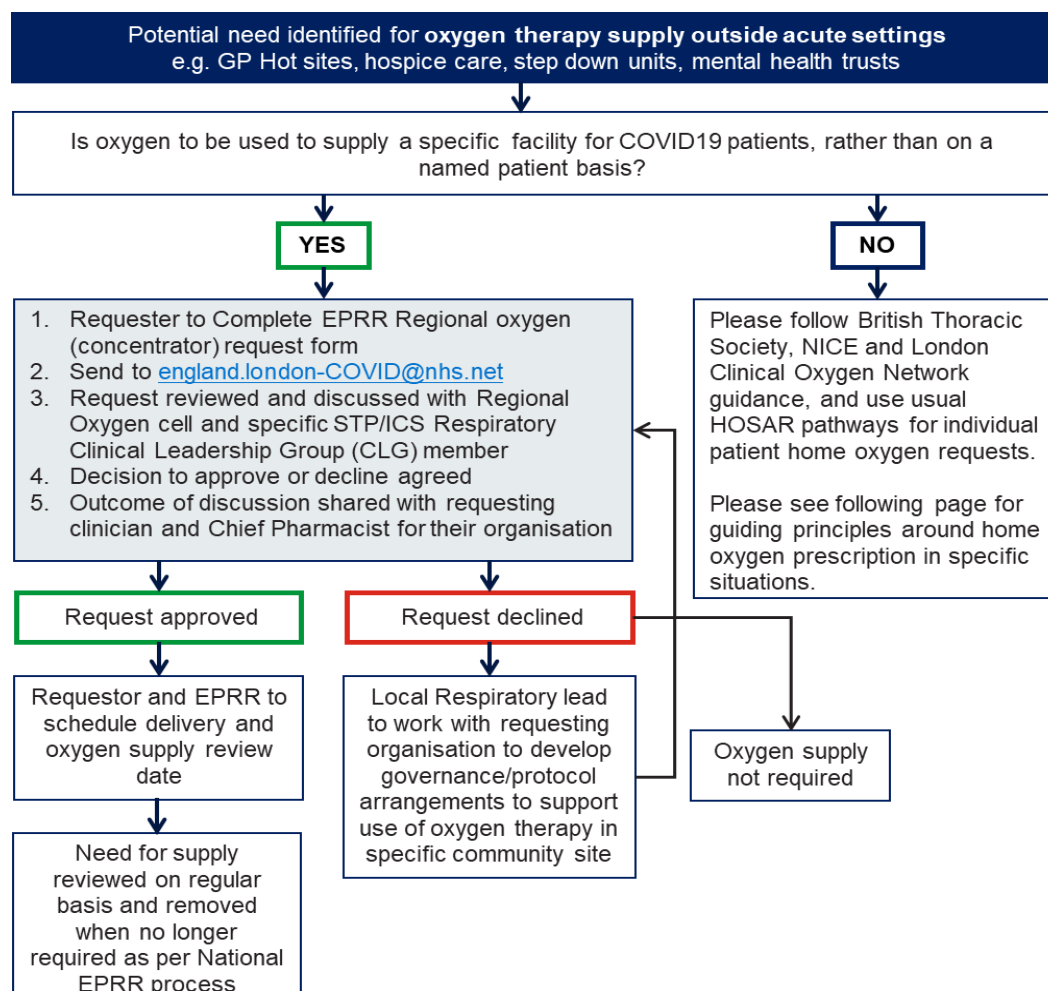 Potential need identified for oxygen therapy supply outside acute settings
e.g. GP Hot sites, hospice care, step down units, mental health trusts
Is oxygen to be used to supply a specific facility for COVID19 patients, rather than on a
named patient basis?
YES
NO
1. Requester to Complete EPRR Regional oxygen
(concentrator) request form
2. Send to england.london-COVID@nhs.net
3. Request reviewed and discussed with Regional
Oxygen cell and specific STP/ICS Respiratory
Clinical Leadership Group (CLG) member
4. Decision to approve or decline agreed
5. Outcome of discussion shared with requesting
clinician and Chief Pharmacist for their organisation
Please follow British Thoracic
Society, NICE and London
Clinical Oxygen Network
guidance, and use usual
HOSAR pathways for individual
patient home oxygen requests.
Please see following page for
guiding principles around home
oxygen prescription in specific
situations.
Request approved
Request declined
Requestor and EPRR to
schedule delivery and
oxygen supply review
date
Local Respiratory lead
to work with requesting
organisation to develop
governance/protocol
arrangements to support
use of oxygen therapy in
specific community site
Oxygen supply
not required
Need for supply
reviewed on regular
basis and removed
when no longer
required as per National
EPRR process